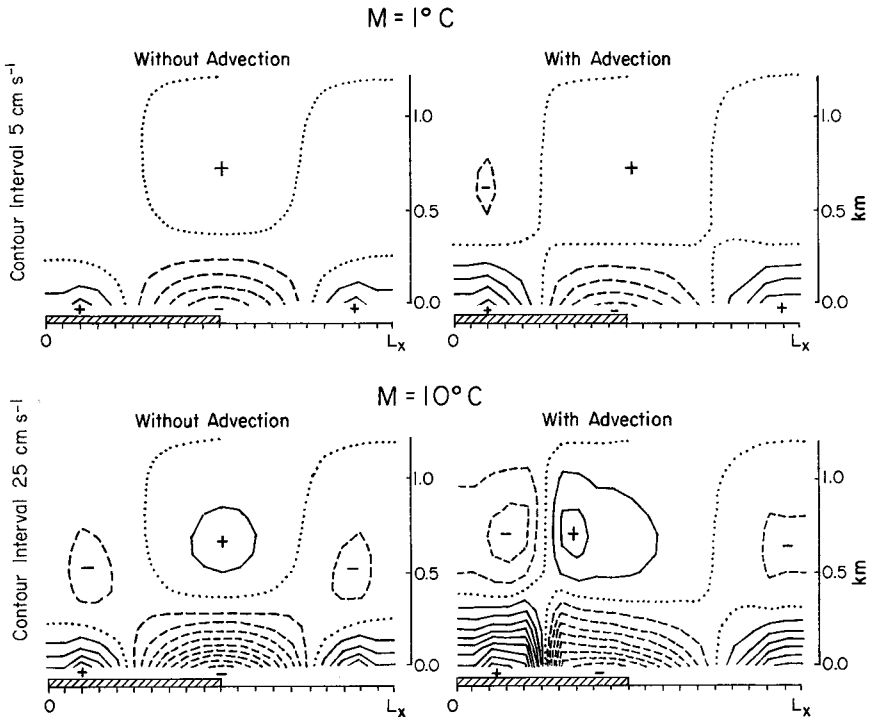 M = 1° C
Without Advection
With Advection
Contour Interval 5 cm s⁻¹
+
-
+
1.0
1.0
0.5
0.5
km
0.0
0.0
+
-
+
+
-
+
0
Lx
0
Lx
M = 10° C
Without Advection
With Advection
Contour Interval 25 cm s⁻¹
1.0
1.0
+
-
-
-
+
-
0.5
0.5
km
0.0
0.0
+
-
+
-
0
Lx
0
Lx